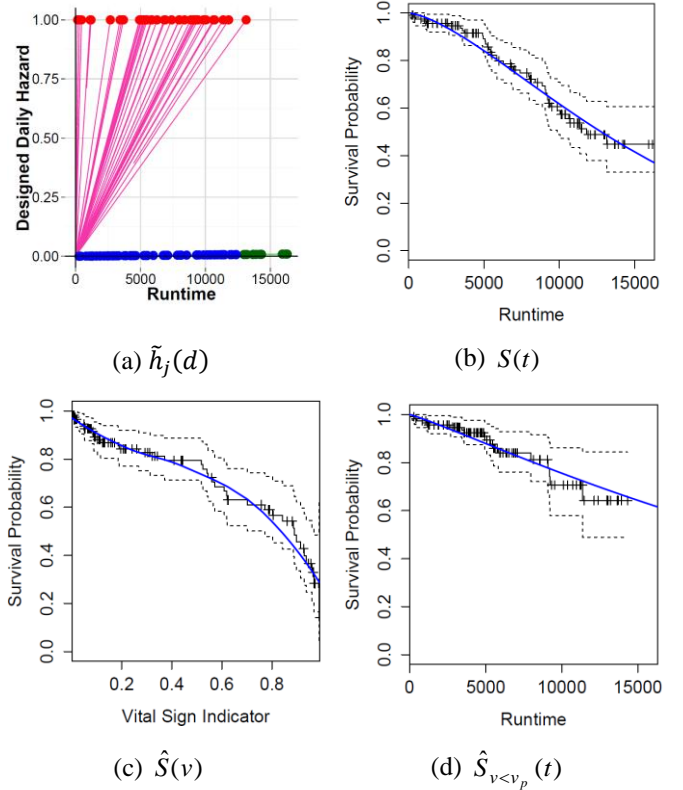 Designed Daily Hazard
1.00
0.75
0.50
0.25
0.00
0 5000 10000 15000
Runtime
(a) h̃_j(d)
Survival Probability
1.0
0.8
0.6
0.4
0.2
0.0
0 5000 10000 15000
Runtime
(b) S(t)
Survival Probability
1.0
0.8
0.6
0.4
0.2
0.0
0.2 0.4 0.6 0.8
Vital Sign Indicator
(c) Ŝ(v)
Survival Probability
1.0
0.8
0.6
0.4
0.2
0.0
0 5000 10000 15000
Runtime
(d) Ŝ_{v<v_p}(t)